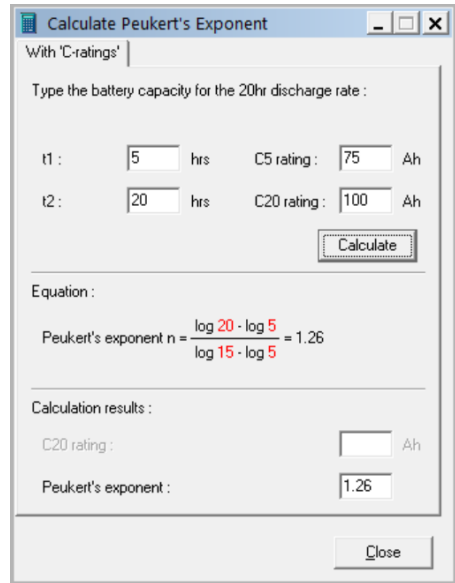 Calculate Peukert's Exponent
With 'C-ratings'
Type the battery capacity for the 20hr discharge rate :
t1 : 5 hrs C5 rating : 75 Ah
t2 : 20 hrs C20 rating : 100 Ah
Calculate
Equation :
log 20 - log 5
Peukert's exponent n = = 1.26
log 15 - log 5
Calculation results :
C20 rating : Ah
Peukert's exponent : 1.26
Close